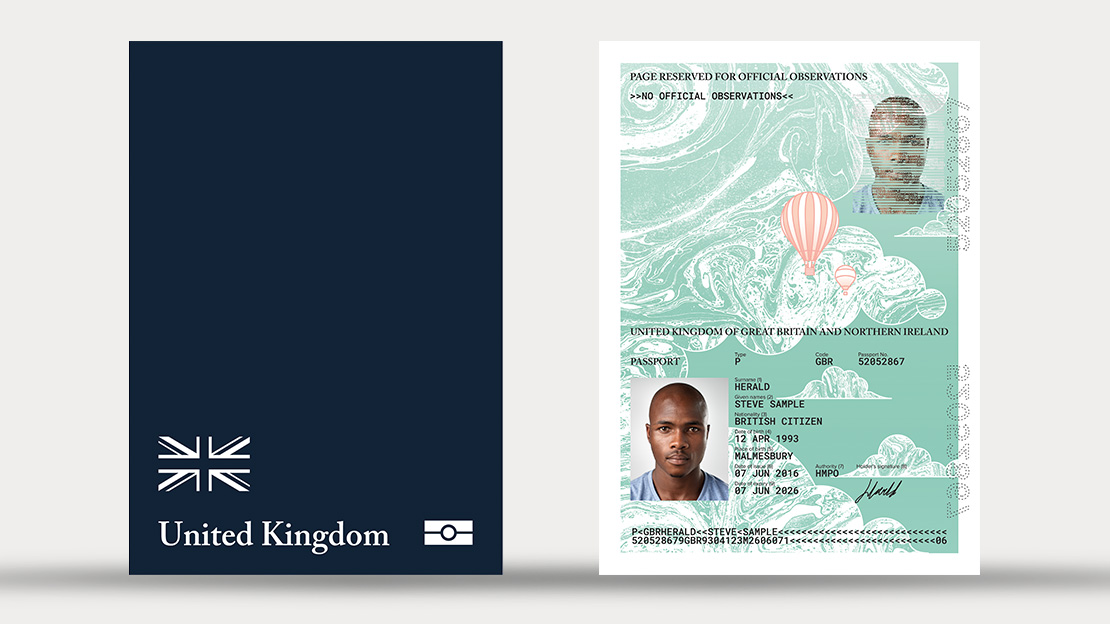 United Kingdom
PAGE RESERVED FOR OFFICIAL OBSERVATIONS
>>NO OFFICIAL OBSERVATIONS<<
52052867
UNITED KINGDOM OF GREAT BRITAIN AND NORTHERN IRELAND
PASSPORT
Type Code Passport No.
P GBR 52052867
Surname (1)
HERALD
Given names (2)
STEVE SAMPLE
Nationality (3)
BRITISH CITIZEN
Date of birth (4)
12 APR 1993
Place of birth (5)
MALMESBURY
Date of issue (6) Authority (7) Holder's signature (8)
07 JUN 2016 HMPO
Date of expiry (9)
07 JUN 2026
P<GBRHERALD<<STEVE<SAMPLE<<<<<<<<<<<<<<<<<<<
520528679GBR9304123M2606071<<<<<<<<<<<<<<<06